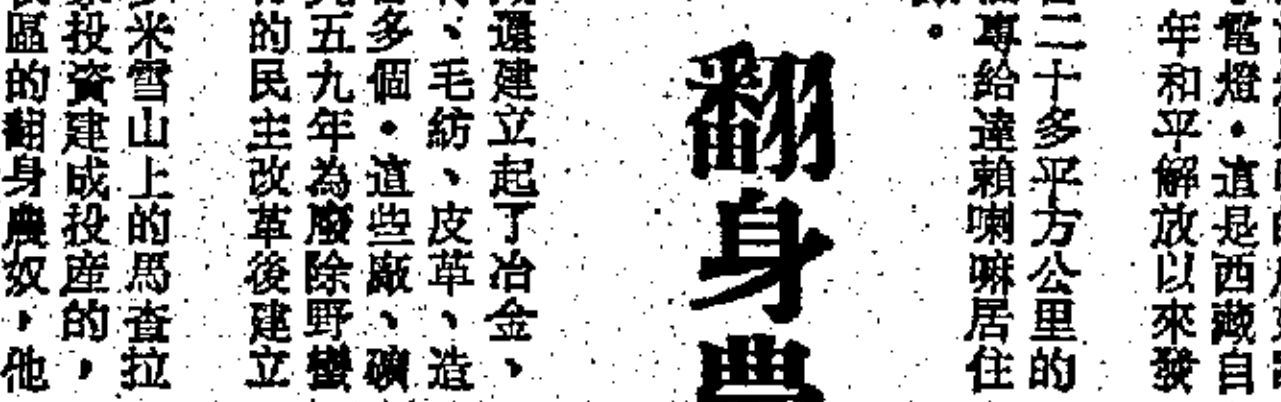 電燈。這是西藏自
年和平解放以來發
二十多平方公里的
專給達賴喇嘛居住
。
翻身農
還建立起了冶金、
、毛紡、皮革、造
多個。這些廠、礦
五九年為廢除野蠻
的民主改革後建立
米雪山上的馬查拉
投資建成投産的，
區的翻身農奴，他